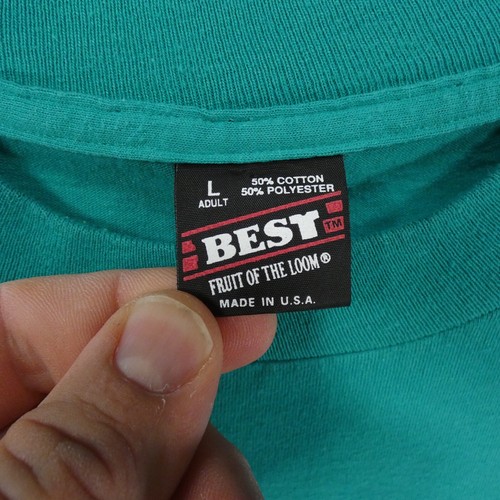 L
ADULT
50% COTTON
50% POLYESTER
BEST TM
FRUIT OF THE LOOM®
MADE IN U.S.A.